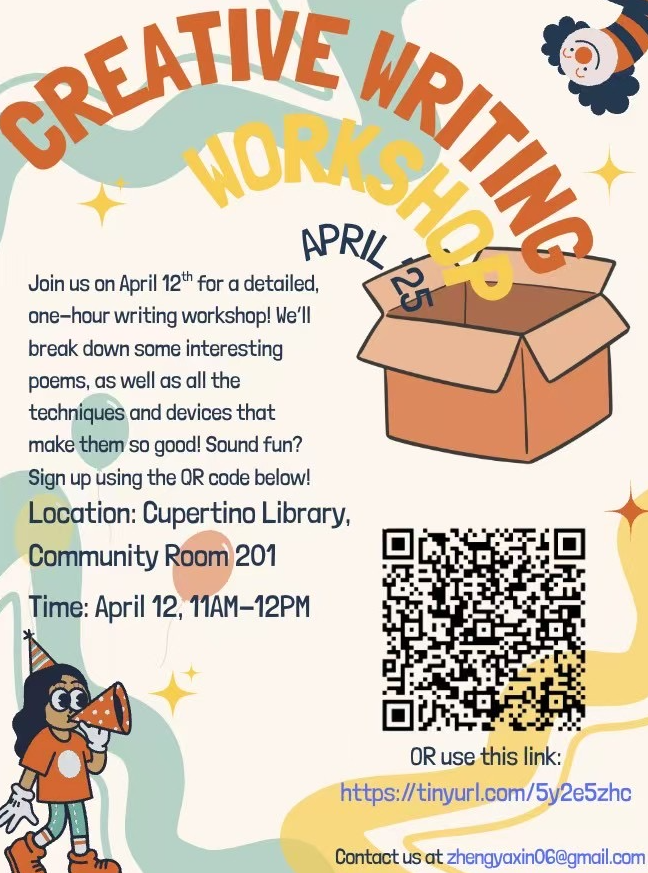 CREATIVE WRITING
WORKSHOP
APRIL '25
Join us on April 12th for a detailed,
one-hour writing workshop! We'll
break down some interesting
poems, as well as all the
techniques and devices that
make them so good! Sound fun?
Sign up using the QR code below!
Location: Cupertino Library,
Community Room 201
Time: April 12, 11AM-12PM
OR use this link:
https://tinyurl.com/5y2e5zhc
Contact us at zhengyaxin06@gmail.com